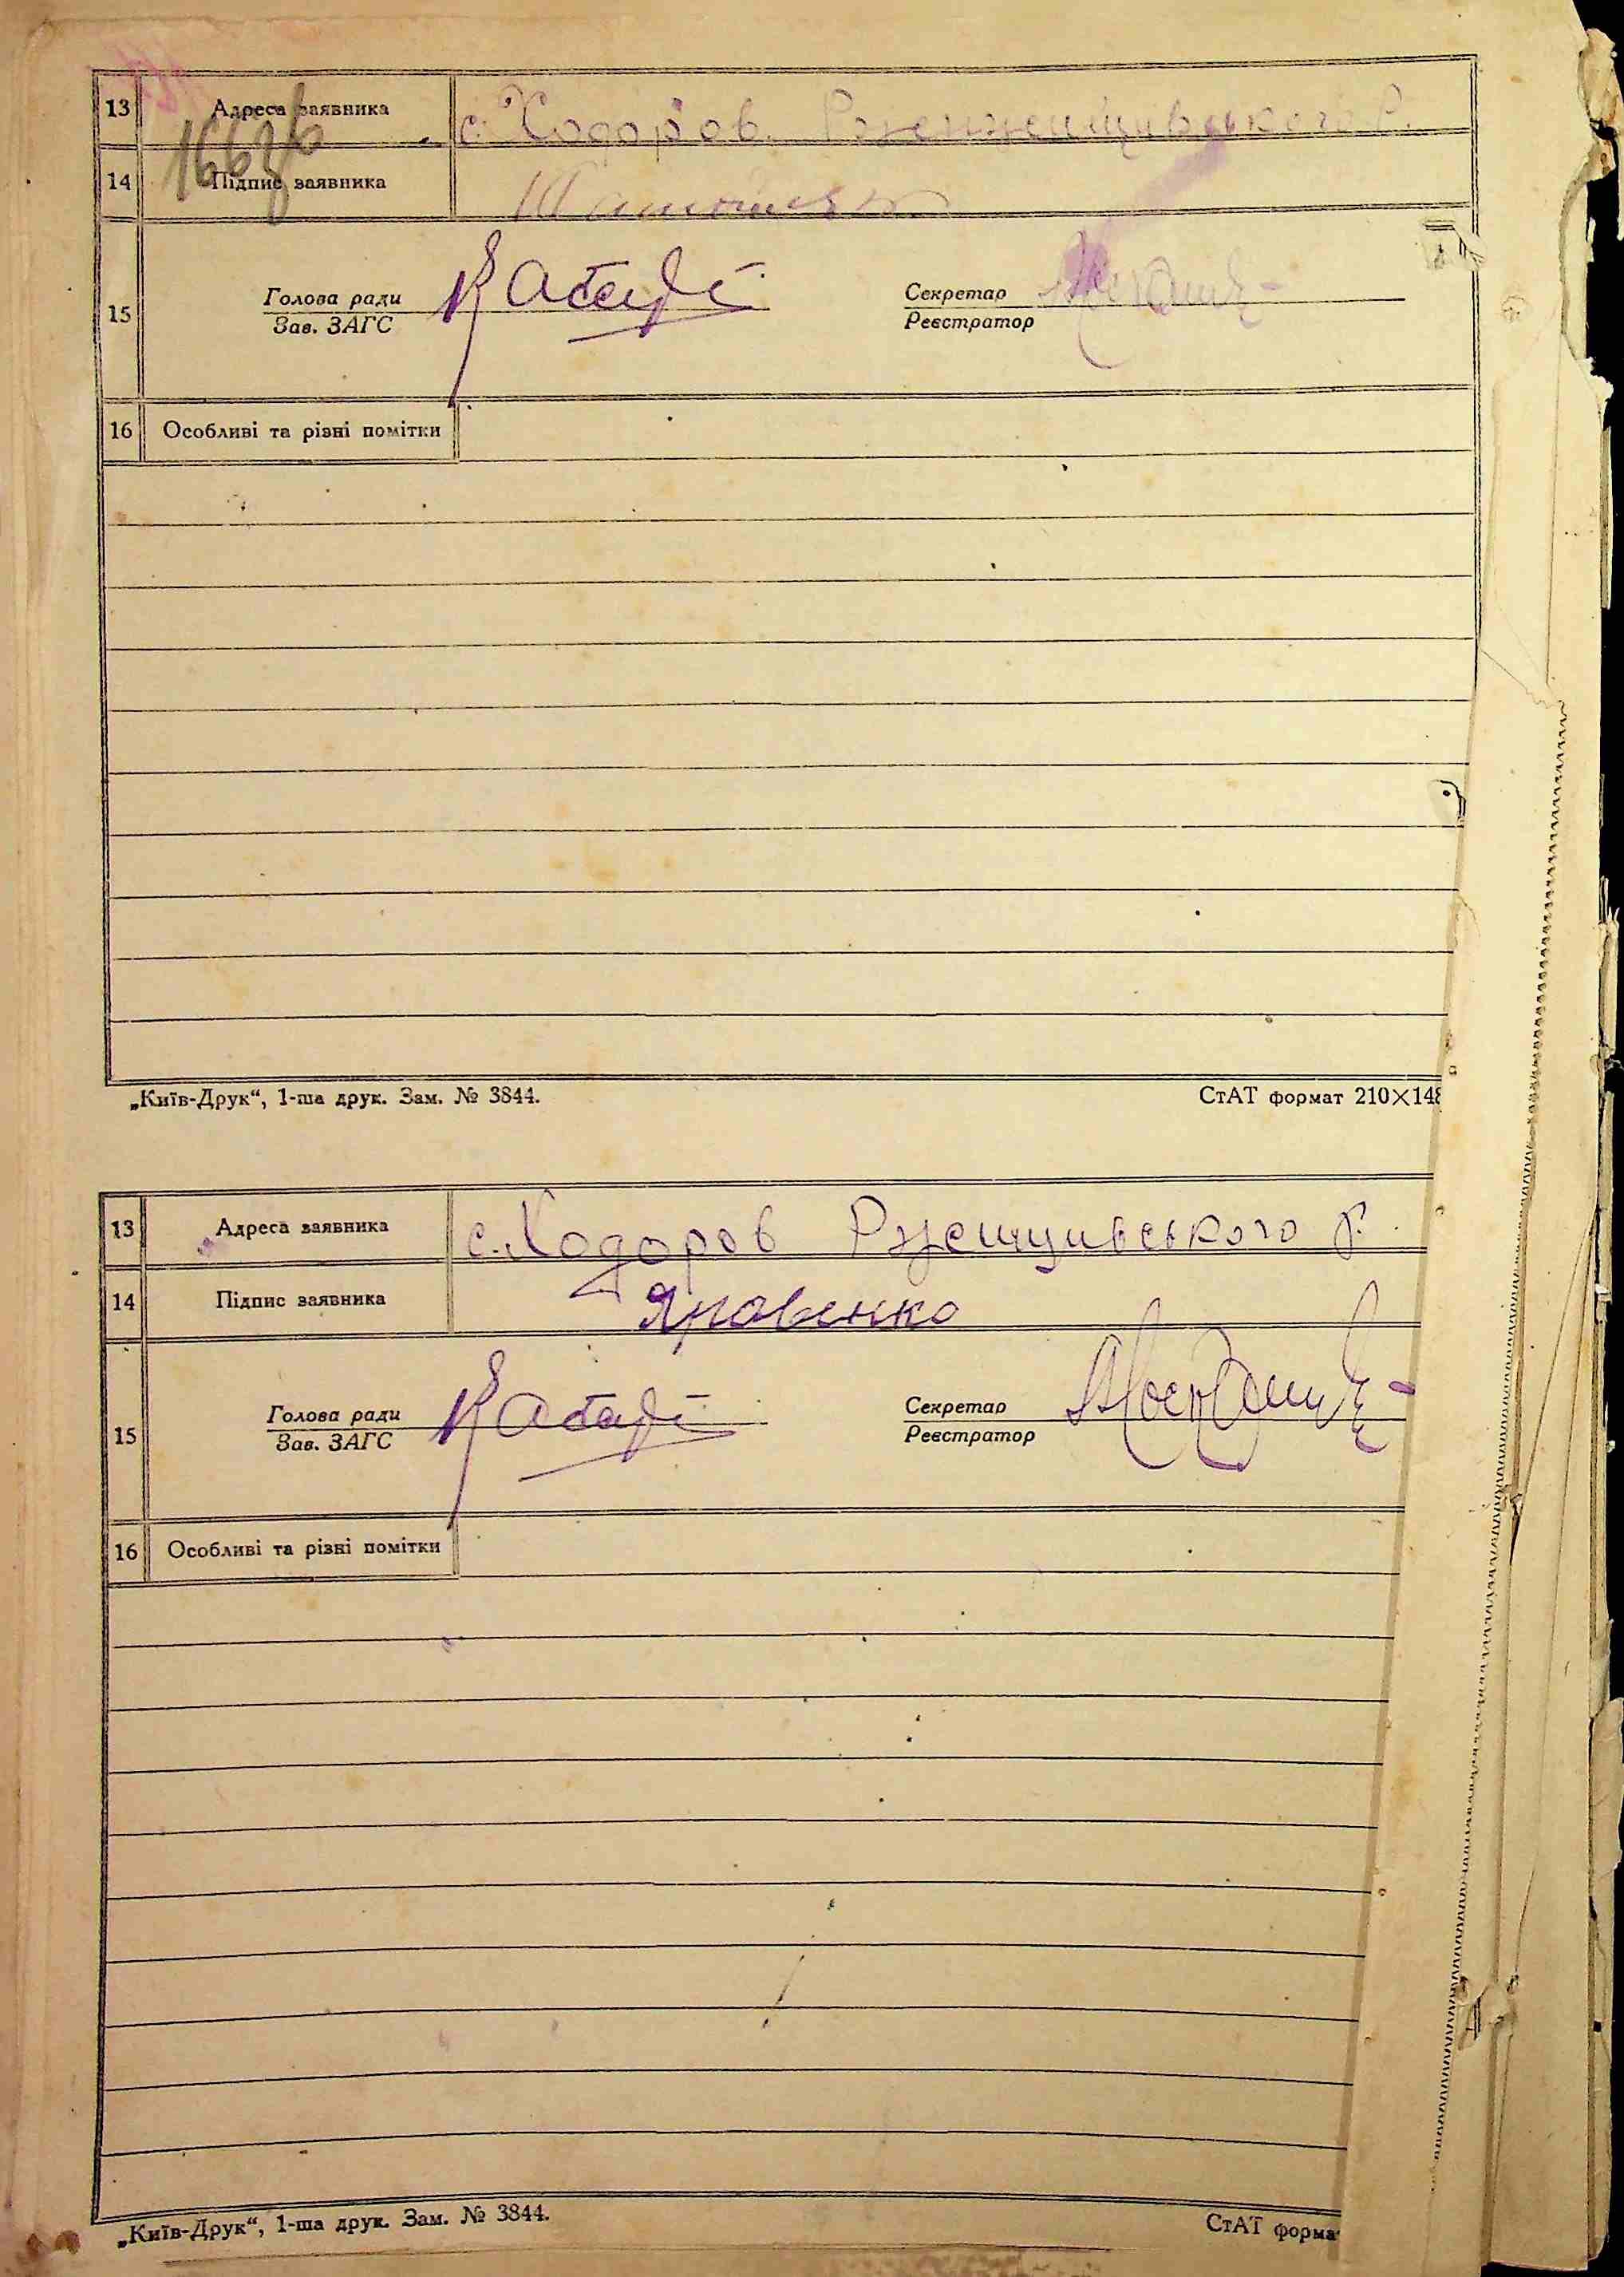 13 Адреса заявника с. Ходоров.
166зв
14 Підпис заявника
15 Голова ради Секретар
Зав. ЗАГС Реєстратор
16 Особливі та різні помітки
„Київ-Друк“, 1-ша друк. Зам. № 3844. СтАТ формат 210×148
13 Адреса заявника с. Ходоров Ржещивського р.
14 Підпис заявника Яровенко
15 Голова ради Секретар
Зав. ЗАГС Реєстратор
16 Особливі та різні помітки
„Київ-Друк“, 1-ша друк. Зам. № 3844. СтАТ форма